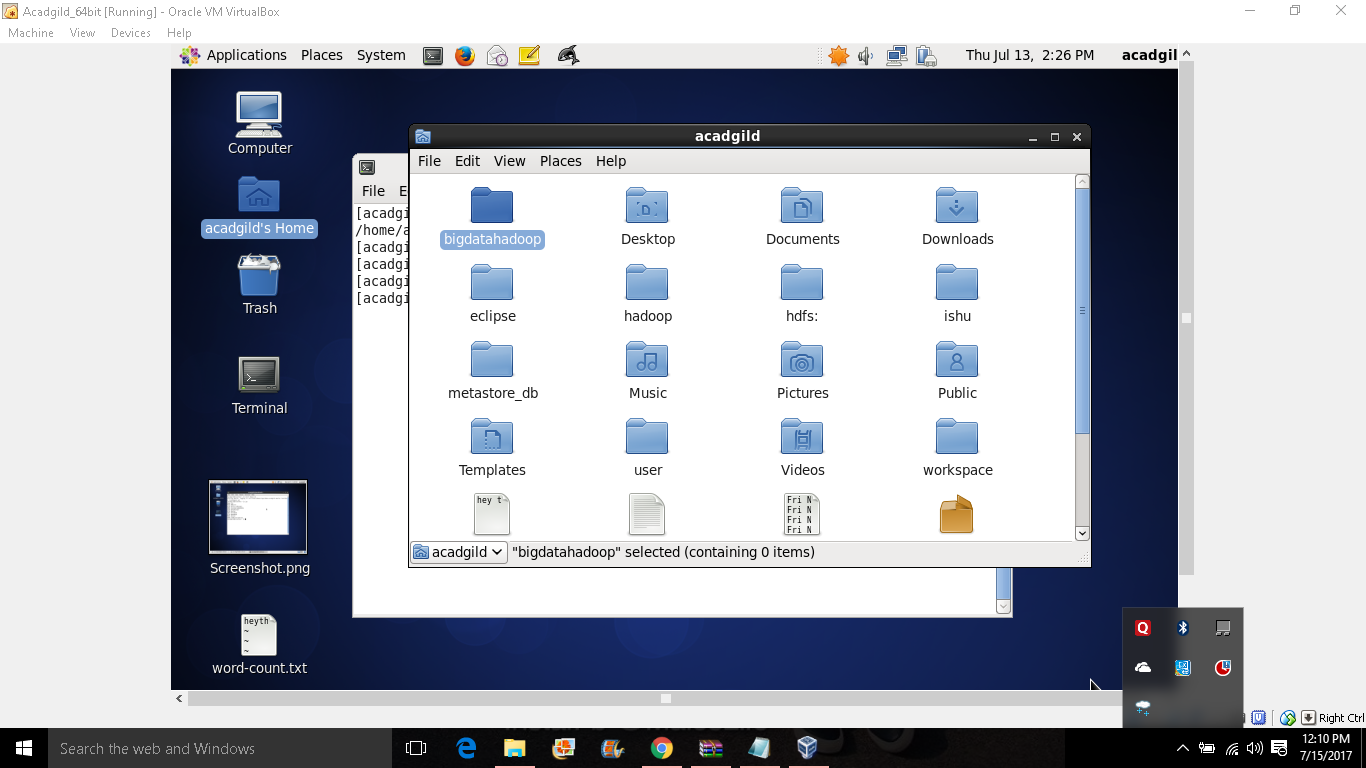 Acadgild_64bit [Running] - Oracle VM VirtualBox
Machine View Devices Help
Applications Places System Thu Jul 13, 2:26 PM acadgil
Computer
acadgild's Home
Trash
Terminal
Screenshot.png
heyth
~
~
~
word-count.txt
File E
[acadgi
/home/a
[acadgi
[acadgi
[acadgi
[acadgi
acadgild
File Edit View Places Help
bigdatahadoop Desktop Documents Downloads
eclipse hadoop hdfs: ishu
metastore_db Music Pictures Public
Templates user Videos workspace
hey t
Fri N
Fri N
Fri N
Fri N
acadgild "bigdatahadoop" selected (containing 0 items)
Right Ctrl
Search the web and Windows
12:10 PM
7/15/2017